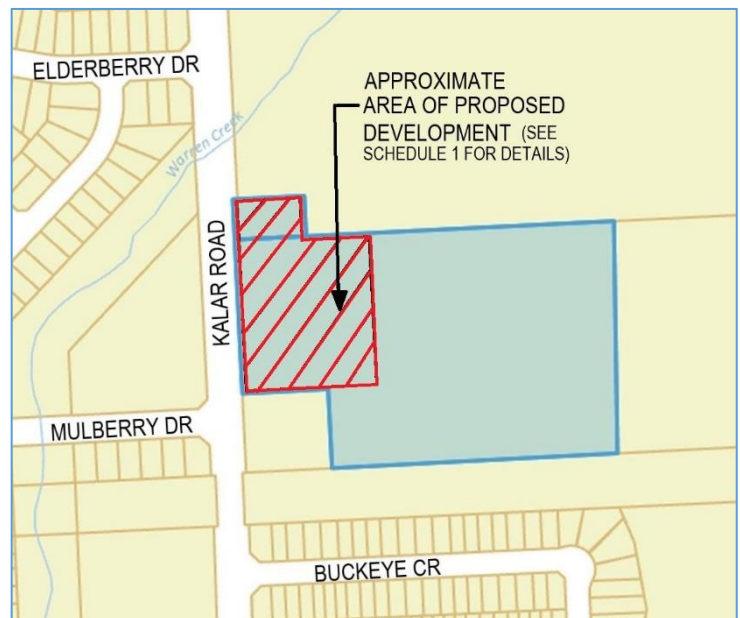 ELDERBERRY DR
Warren Creek
APPROXIMATE
AREA OF PROPOSED
DEVELOPMENT (SEE
SCHEDULE 1 FOR DETAILS)
KALAR ROAD
MULBERRY DR
BUCKEYE CR